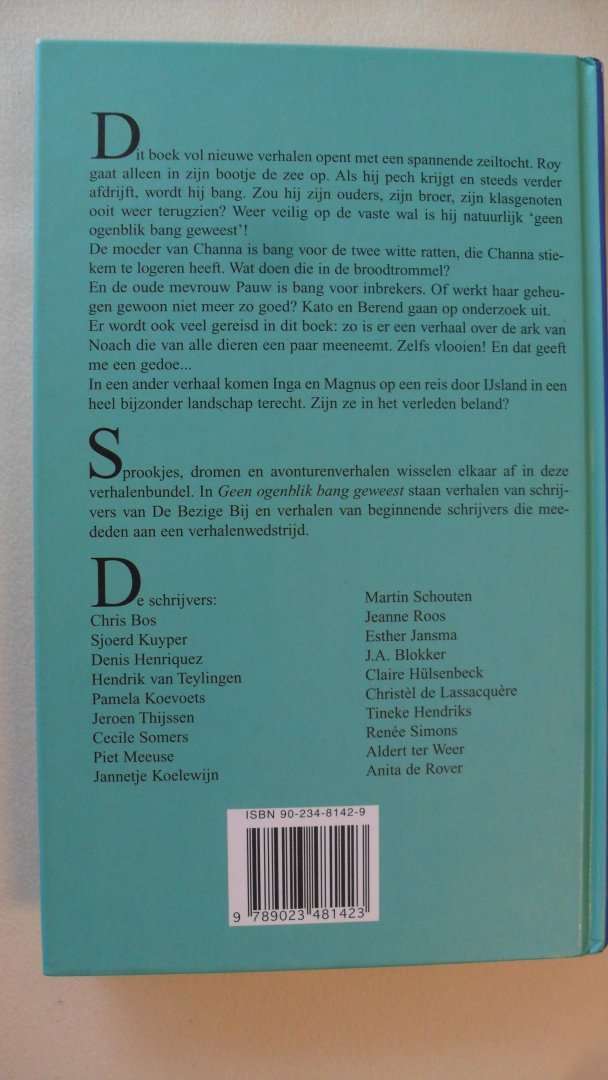 Dit boek vol nieuwe verhalen opent met een spannende zeiltocht. Roy
gaat alleen in zijn bootje de zee op. Als hij pech krijgt en steeds verder
afdrijft, wordt hij bang. Zou hij zijn ouders, zijn broer, zijn klasgenoten
ooit weer terugzien? Weer veilig op de vaste wal is hij natuurlijk ‘geen
ogenblik bang geweest’!
De moeder van Channa is bang voor de twee witte ratten, die Channa stie-
kem te logeren heeft. Wat doen die in de broodtrommel?
En de oude mevrouw Pauw is bang voor inbrekers. Of werkt haar geheu-
gen gewoon niet meer zo goed? Kato en Berend gaan op onderzoek uit.
Er wordt ook veel gereisd in dit boek: zo is er een verhaal over de ark van
Noach die van alle dieren een paar meeneemt. Zelfs vlooien! En dat geeft
me een gedoe...
In een ander verhaal komen Inga en Magnus op een reis door IJsland in een
heel bijzonder landschap terecht. Zijn ze in het verleden beland?
Sprookjes, dromen en avonturenverhalen wisselen elkaar af in deze
verhalenbundel. In Geen ogenblik bang geweest staan verhalen van schrij-
vers van De Bezige Bij en verhalen van beginnende schrijvers die mee-
deden aan een verhalenwedstrijd.
De schrijvers:
Chris Bos
Sjoerd Kuyper
Denis Henriquez
Hendrik van Teylingen
Pamela Koevoets
Jeroen Thijssen
Cecile Somers
Piet Meeuse
Jannetje Koelewijn
Martin Schouten
Jeanne Roos
Esther Jansma
J.A. Blokker
Claire Hülsenbeck
Christèl de Lassacquère
Tineke Hendriks
Renée Simons
Aldert ter Weer
Anita de Rover
ISBN 90-234-8142-9
9 789023 481423